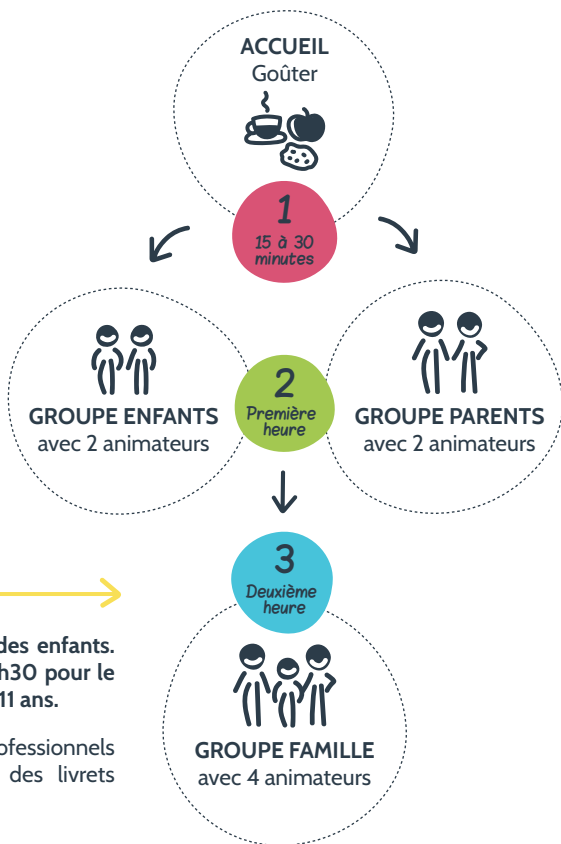 ACCUEIL
Goûter
1
15 à 30
minutes
GROUPE ENFANTS
avec 2 animateurs
2
Première
heure
GROUPE PARENTS
avec 2 animateurs
3
Deuxième
heure
des enfants.
h30 pour le
11 ans.
ofessionnels
des livrets
GROUPE FAMILLE
avec 4 animateurs